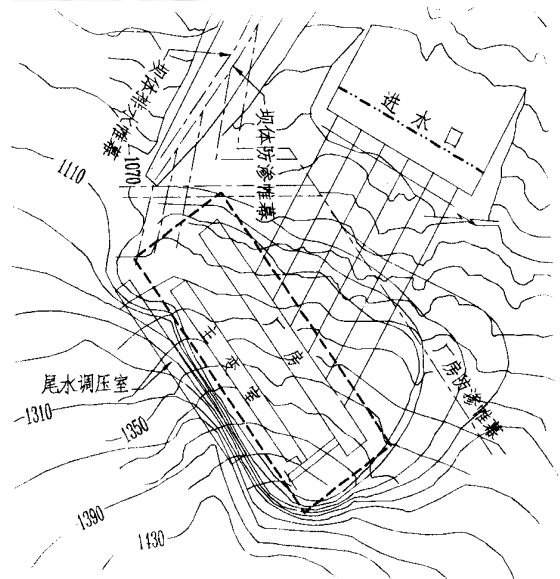 坝体排水帷幕
坝体防渗帷幕
进水口
1070
1110
厂房
主变室
厂房防渗帷幕
尾水调压室
1310
1350
1390
1430